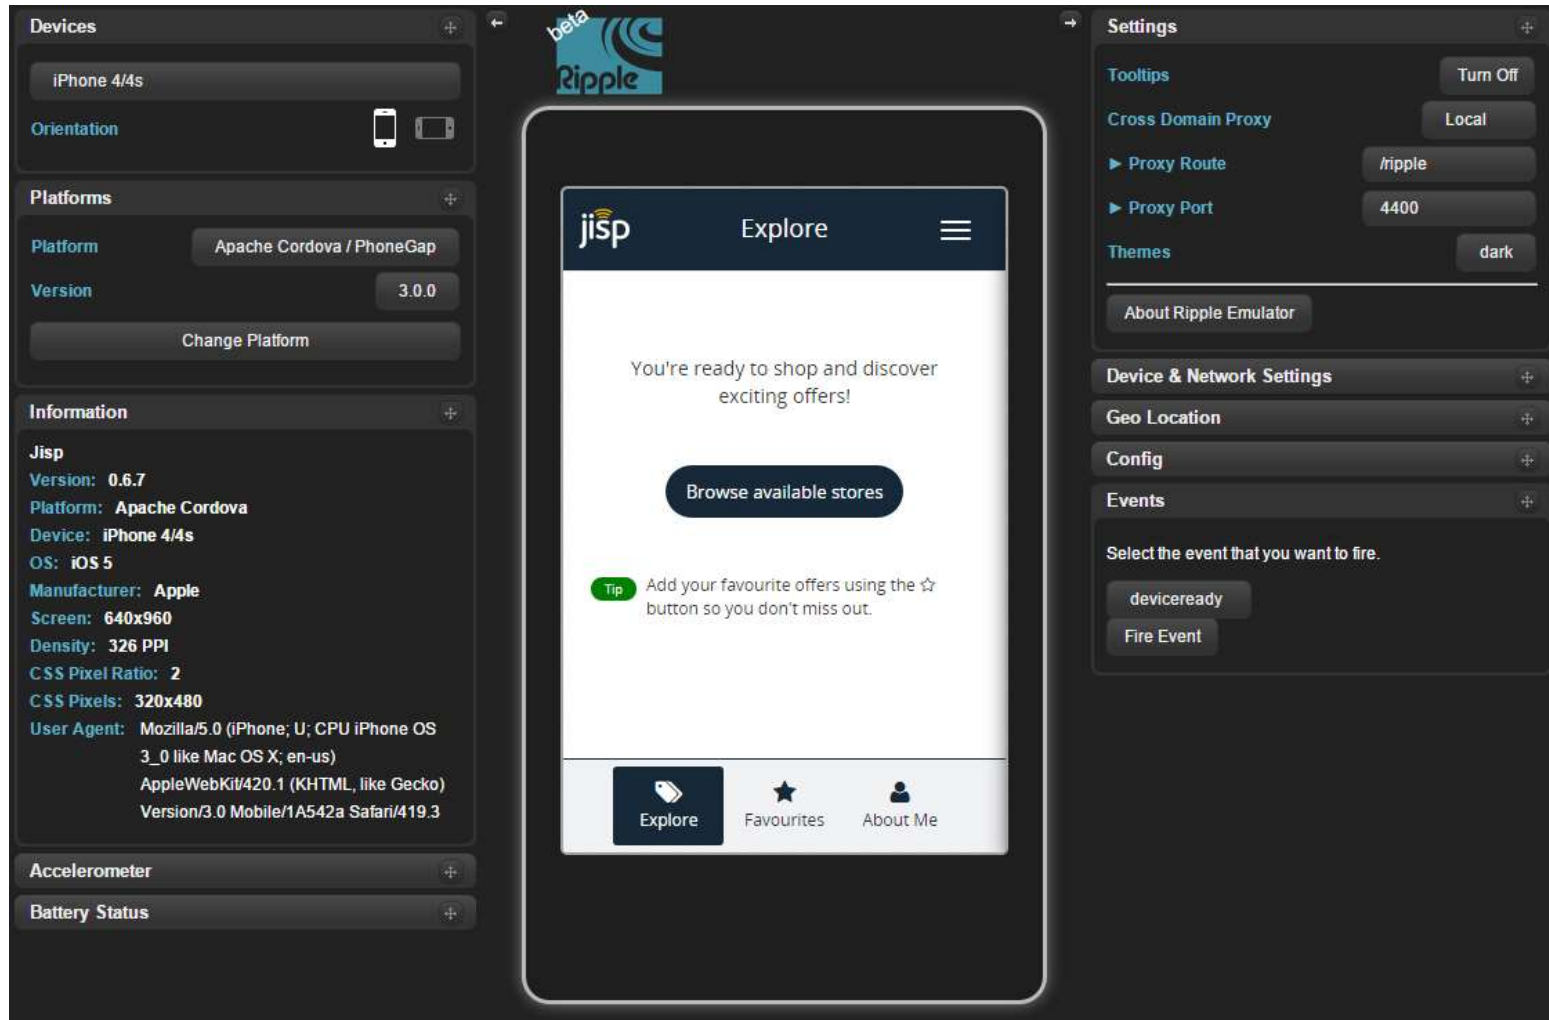 Devices
iPhone 4/4s
Orientation
Platforms
Platform Apache Cordova / PhoneGap
Version 3.0.0
Change Platform
Information
Jisp
Version: 0.6.7
Platform: Apache Cordova
Device: iPhone 4/4s
OS: iOS 5
Manufacturer: Apple
Screen: 640x960
Density: 326 PPI
CSS Pixel Ratio: 2
CSS Pixels: 320x480
User Agent: Mozilla/5.0 (iPhone; U; CPU iPhone OS
3_0 like Mac OS X; en-us)
AppleWebKit/420.1 (KHTML, like Gecko)
Version/3.0 Mobile/1A542a Safari/419.3
Accelerometer
Battery Status
beta
Ripple
jisp Explore
You're ready to shop and discover
exciting offers!
Browse available stores
Tip Add your favourite offers using the ☆
button so you don't miss out.
Explore Favourites About Me
Settings
Tooltips Turn Off
Cross Domain Proxy Local
► Proxy Route /ripple
► Proxy Port 4400
Themes dark
About Ripple Emulator
Device & Network Settings
Geo Location
Config
Events
Select the event that you want to fire.
deviceready
Fire Event